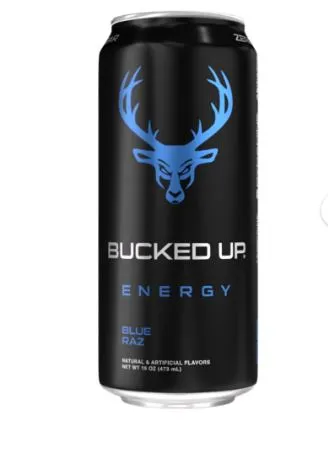 BUCKED UP.
ENERGY
BLUE
RAZ
NATURAL & ARTIFICIAL FLAVORS
NET WT 16 OZ (473 mL)